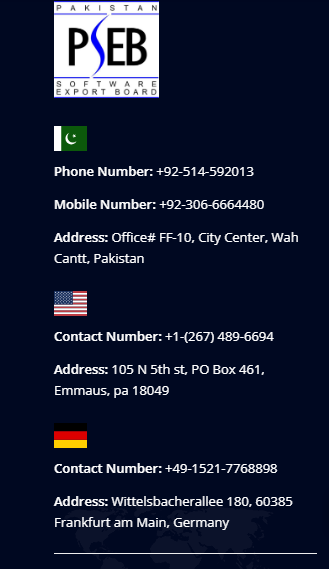 PAKISTAN
PSEB
SOFTWARE
EXPORT BOARD
Phone Number: +92-514-592013
Mobile Number: +92-306-6664480
Address: Office# FF-10, City Center, Wah
Cantt, Pakistan
Contact Number: +1-(267) 489-6694
Address: 105 N 5th st, PO Box 461,
Emmaus, pa 18049
Contact Number: +49-1521-7768898
Address: Wittelsbacherallee 180, 60385
Frankfurt am Main, Germany